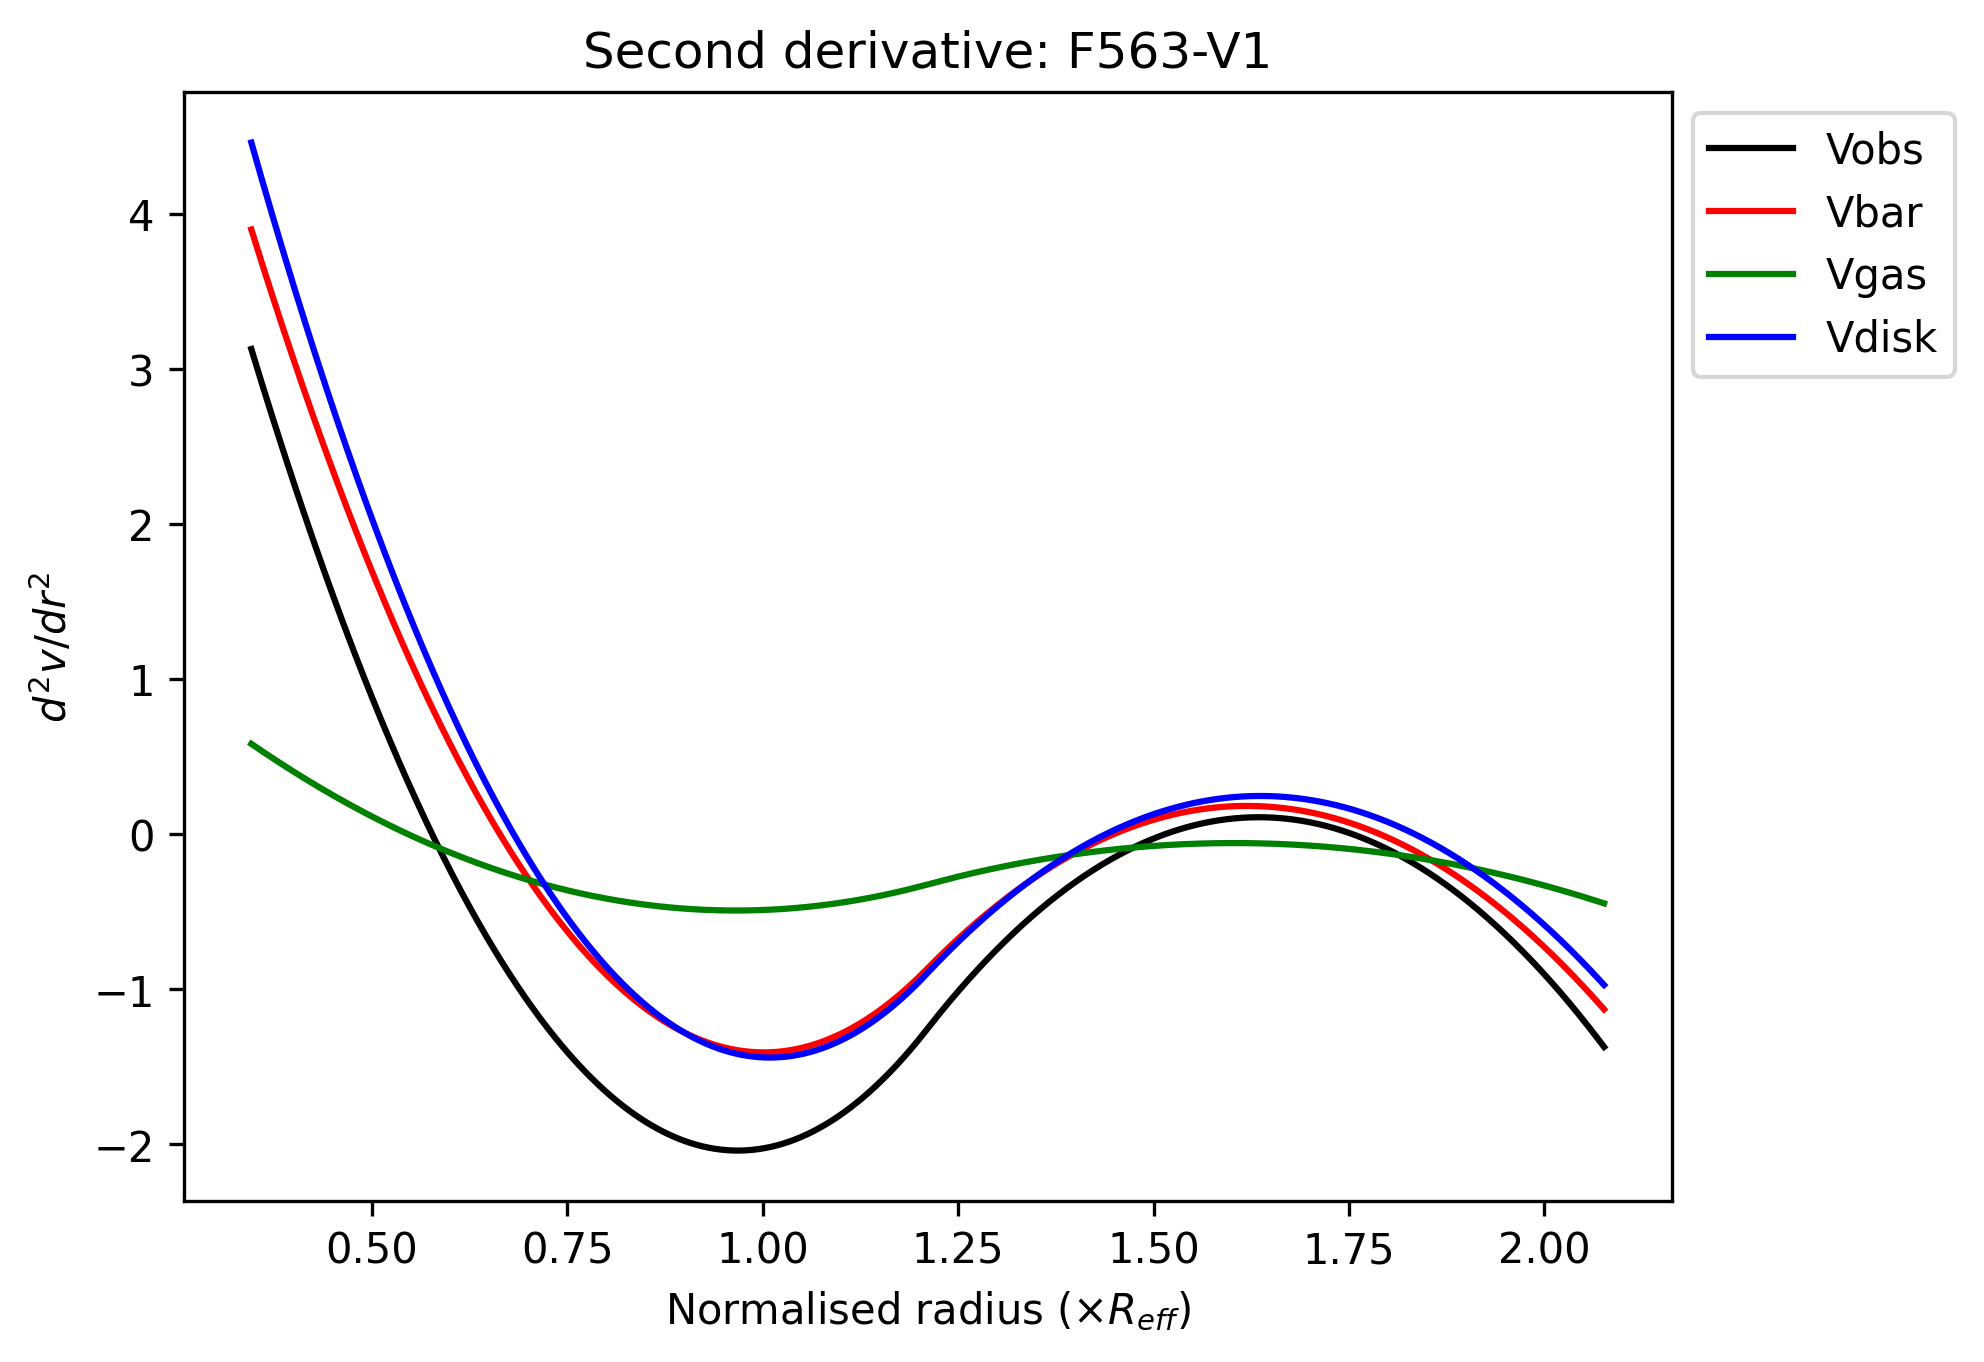 Second derivative: F563-V1
Vobs
Vbar
Vgas
Vdisk
4
3
2
1
0
−1
−2
d²v/dr²
0.50 0.75 1.00 1.25 1.50 1.75 2.00
Normalised radius (×R_eff)